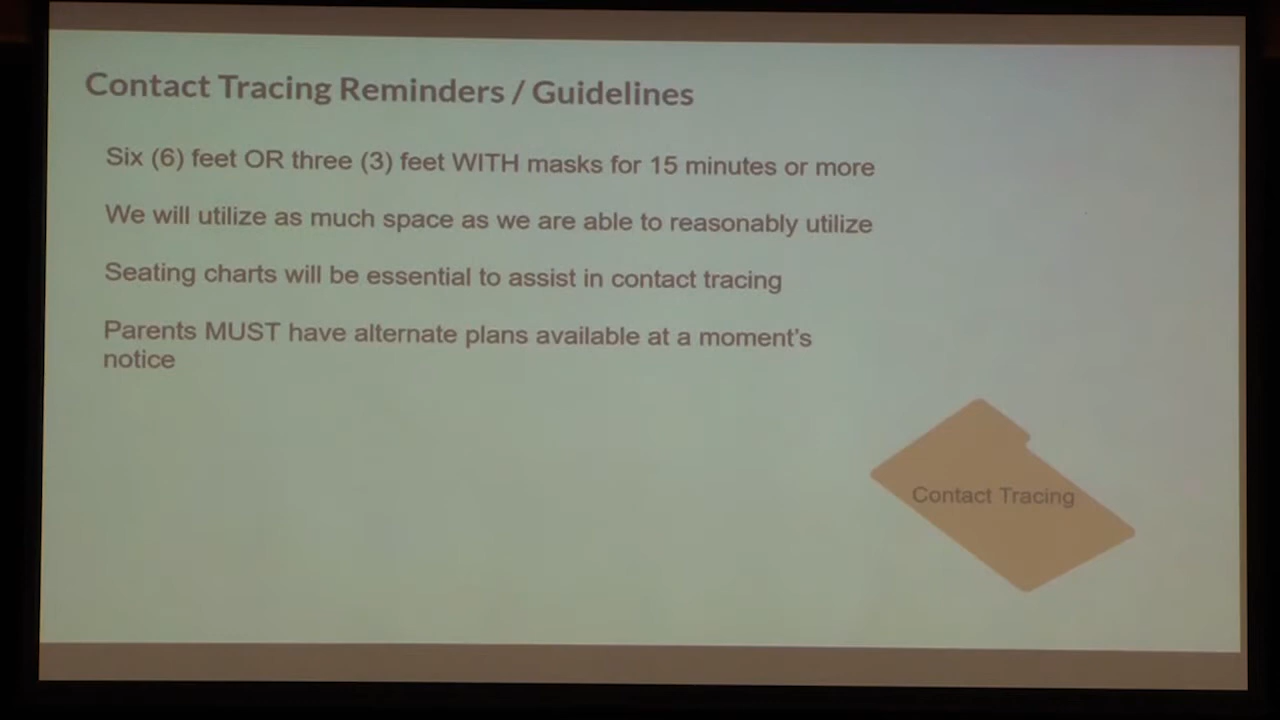 Contact Tracing Reminders / Guidelines
Six (6) feet OR three (3) feet WITH masks for 15 minutes or more
We will utilize as much space as we are able to reasonably utilize
Seating charts will be essential to assist in contact tracing
Parents MUST have alternate plans available at a moment's
notice
Contact Tracing